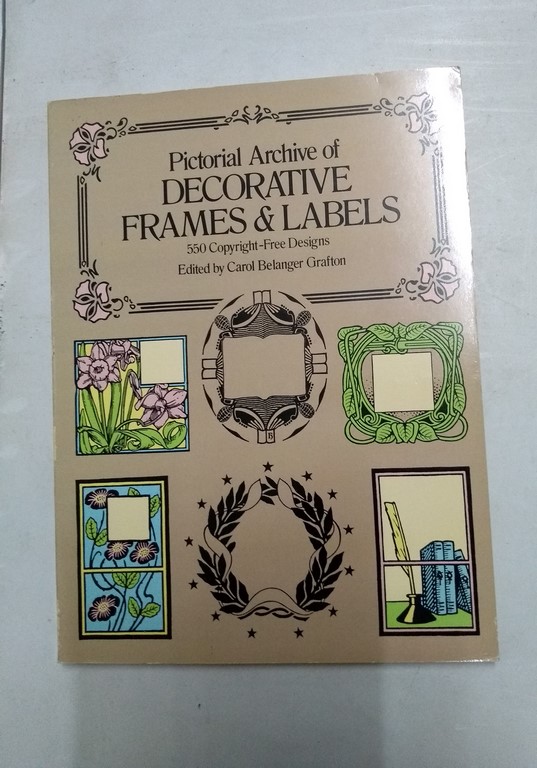 Pictorial Archive of
DECORATIVE
FRAMES & LABELS
550 Copyright-Free Designs
Edited by Carol Belanger Grafton
B